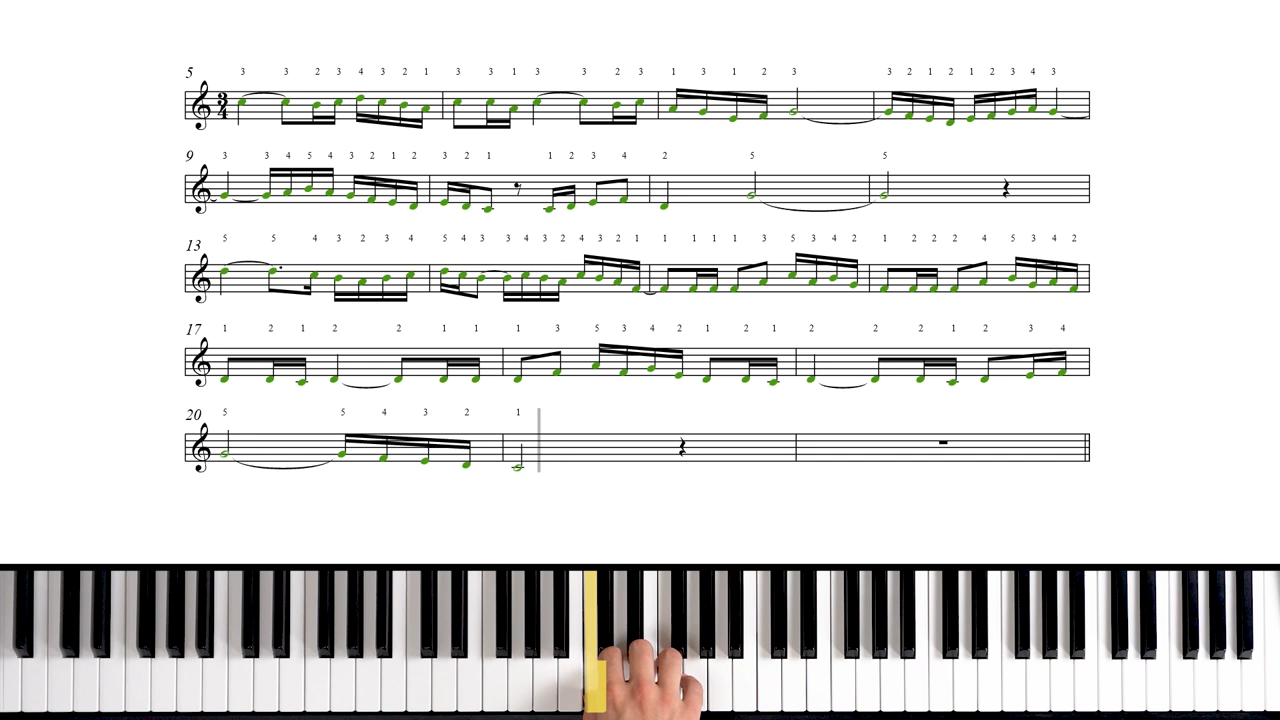 5
3 3 2 3 4 3 2 1 3 3 1 3 3 2 3 1 3 1 2 3 3 2 1 2 1 2 3 4 3
3
4
9
3 3 4 5 4 3 2 1 2 3 2 1 1 2 3 4 2 5 5
13
5 5 4 3 2 3 4 5 4 3 3 4 3 2 4 3 2 1 1 1 1 1 3 5 3 4 2 1 2 2 2 4 5 3 4 2
17
1 2 1 2 2 1 1 1 3 5 3 4 2 1 2 1 2 2 2 1 2 3 4
20
5 5 4 3 2 1